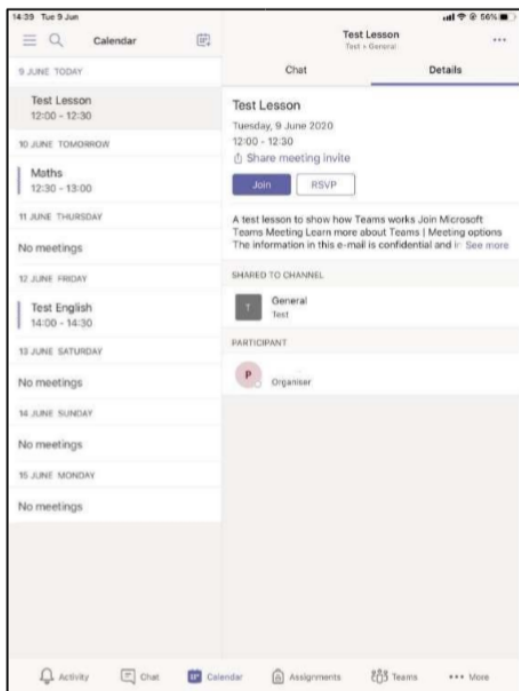 14:39 Tue 9 Jun
56%
Calendar
9 JUNE TODAY
Test Lesson
12:00 - 12:30
10 JUNE TOMORROW
Maths
12:30 - 13:00
11 JUNE THURSDAY
No meetings
12 JUNE FRIDAY
Test English
14:00 - 14:30
13 JUNE SATURDAY
No meetings
14 JUNE SUNDAY
No meetings
15 JUNE MONDAY
No meetings
Test Lesson
Test > General
Chat Details
Test Lesson
Tuesday, 9 June 2020
12:00 - 12:30
Share meeting invite
Join RSVP
A test lesson to show how Teams works Join Microsoft
Teams Meeting Learn more about Teams | Meeting options
The information in this e-mail is confidential and in See more
SHARED TO CHANNEL
T General
Test
PARTICIPANT
P
Organiser
Activity Chat Calendar Assignments Teams More